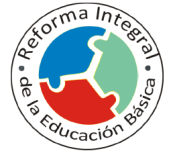 Reforma Integral
• de la Educación Básica •